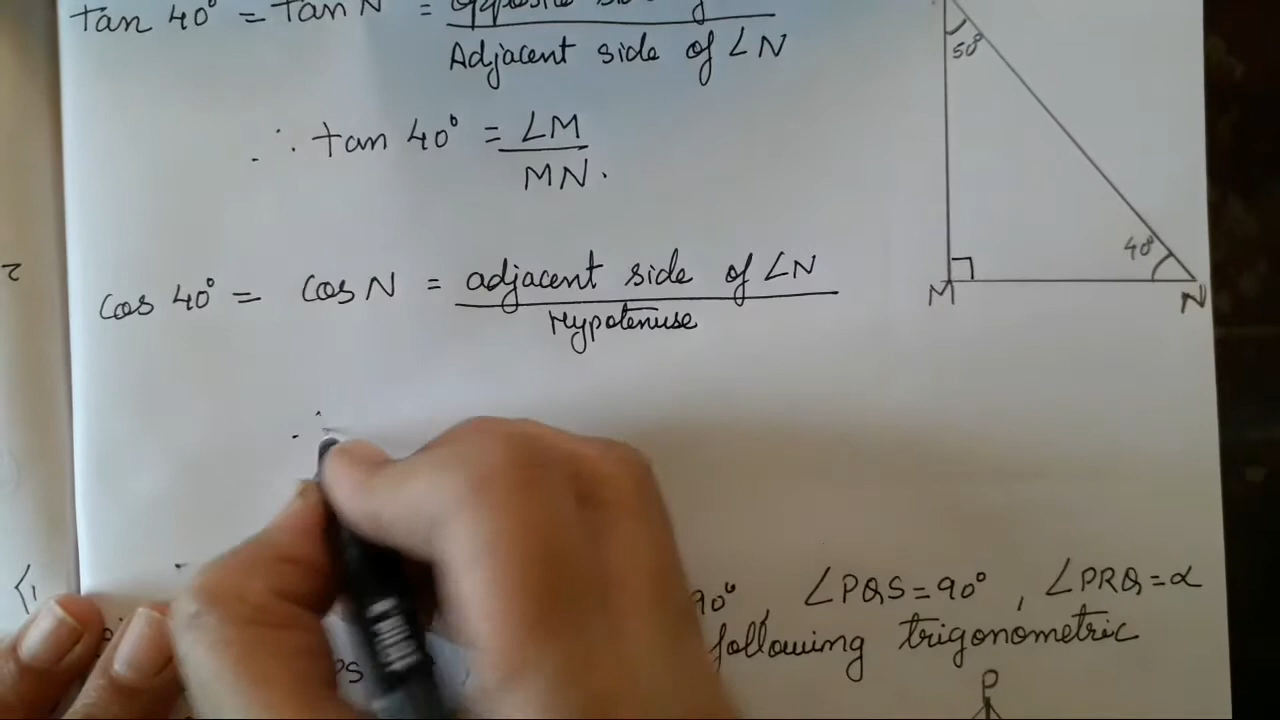 tan 40° = tan N =
Adjacent side of ∠N
∴ tan 40° = LM
MN.
cos 40° = cos N = adjacent side of ∠N
Hypotenuse
50°
40°
M
N
90°, ∠PQS=90°, ∠PRQ=α
following trigonometric
P